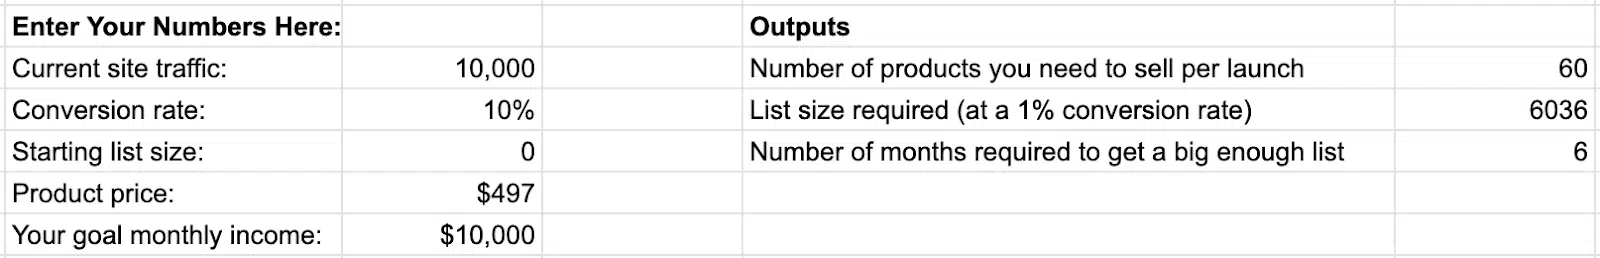 Enter Your Numbers Here: Outputs
Current site traffic: 10,000 Number of products you need to sell per launch 60
Conversion rate: 10% List size required (at a 1% conversion rate) 6036
Starting list size: 0 Number of months required to get a big enough list 6
Product price: $497
Your goal monthly income: $10,000